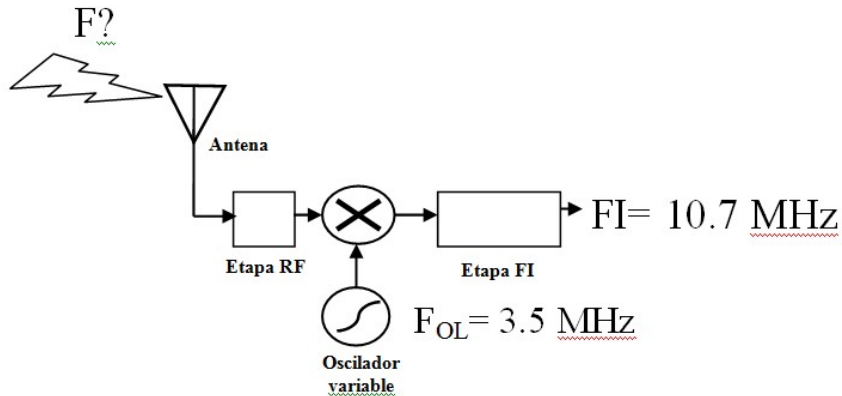 F?
Antena
FI= 10.7 MHz
Etapa RF
Etapa FI
FOL= 3.5 MHz
Oscilador
variable